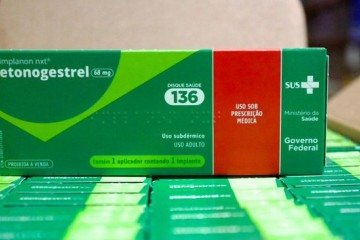 implanon nxt®
etonogestrel 68 mg
DISQUE SAÚDE
136
Uso subdérmico
USO ADULTO
Contém 1 aplicador contendo 1 implante
PROIBIDA A VENDA
USO SOB
PRESCRIÇÃO
MÉDICA
SUS
Ministério da
Saúde
Governo
Federal